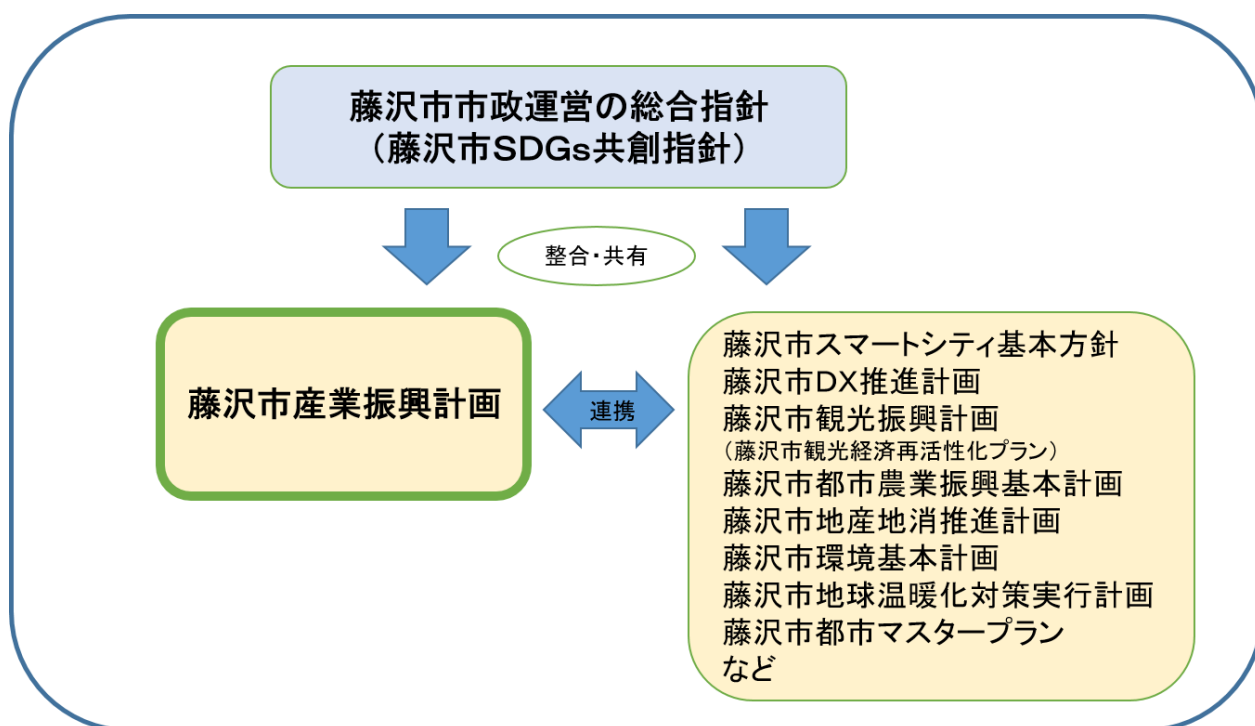 藤沢市市政運営の総合指針
（藤沢市SDGs共創指針）
整合・共有
藤沢市産業振興計画
連携
藤沢市スマートシティ基本方針
藤沢市DX推進計画
藤沢市観光振興計画
（藤沢市観光経済再活性化プラン）
藤沢市都市農業振興基本計画
藤沢市地産地消推進計画
藤沢市環境基本計画
藤沢市地球温暖化対策実行計画
藤沢市都市マスタープラン
など